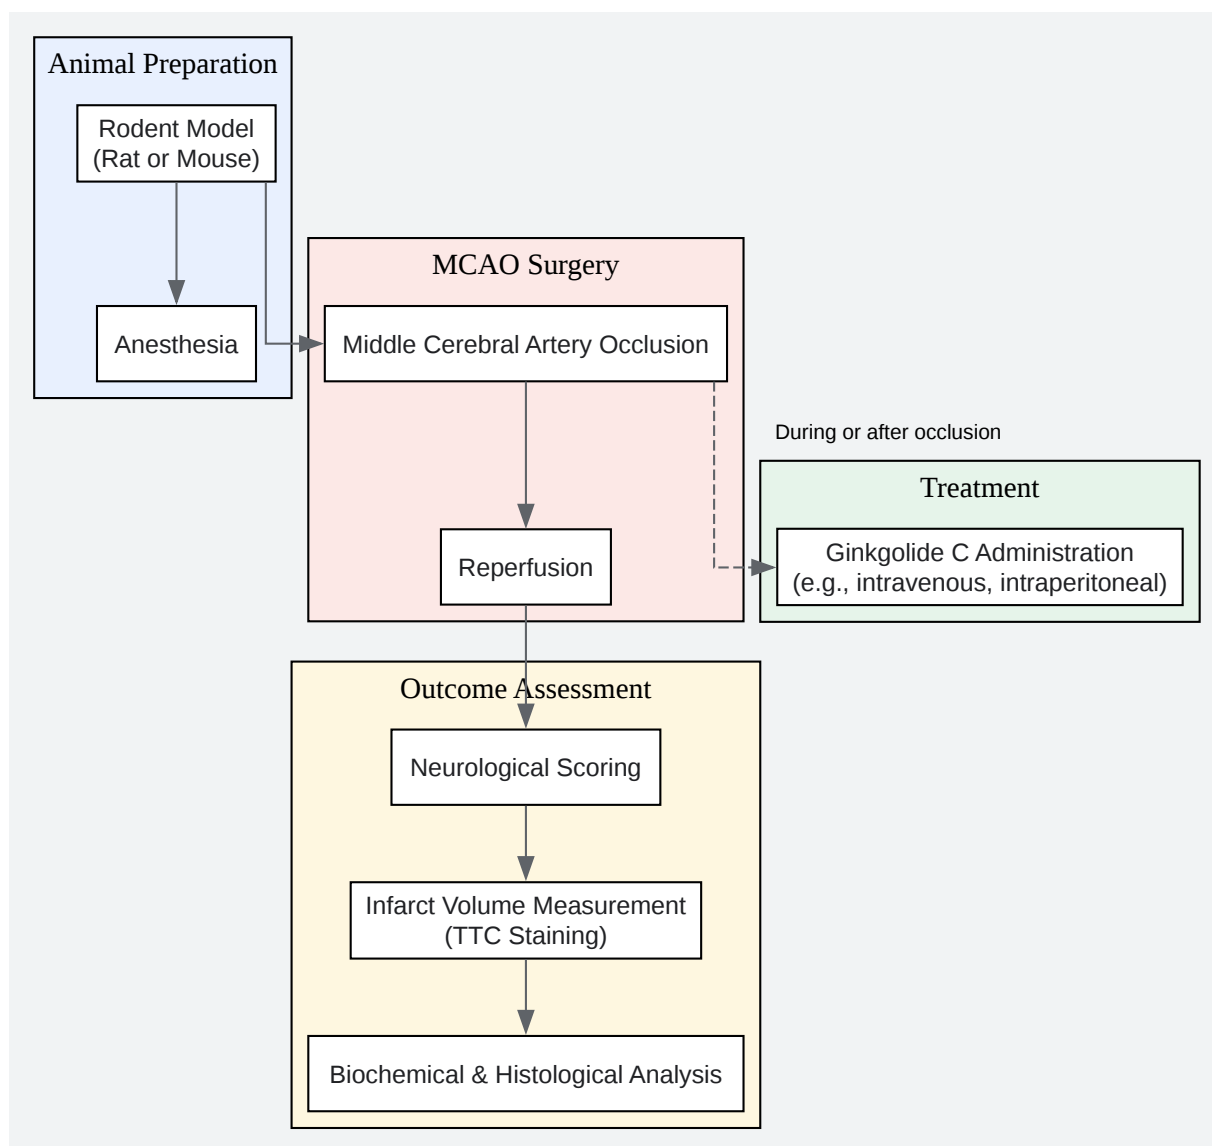 Animal Preparation
Rodent Model
(Rat or Mouse)
Anesthesia
MCAO Surgery
Middle Cerebral Artery Occlusion
Reperfusion
During or after occlusion
Treatment
Ginkgolide C Administration
(e.g., intravenous, intraperitoneal)
Outcome Assessment
Neurological Scoring
Infarct Volume Measurement
(TTC Staining)
Biochemical & Histological Analysis